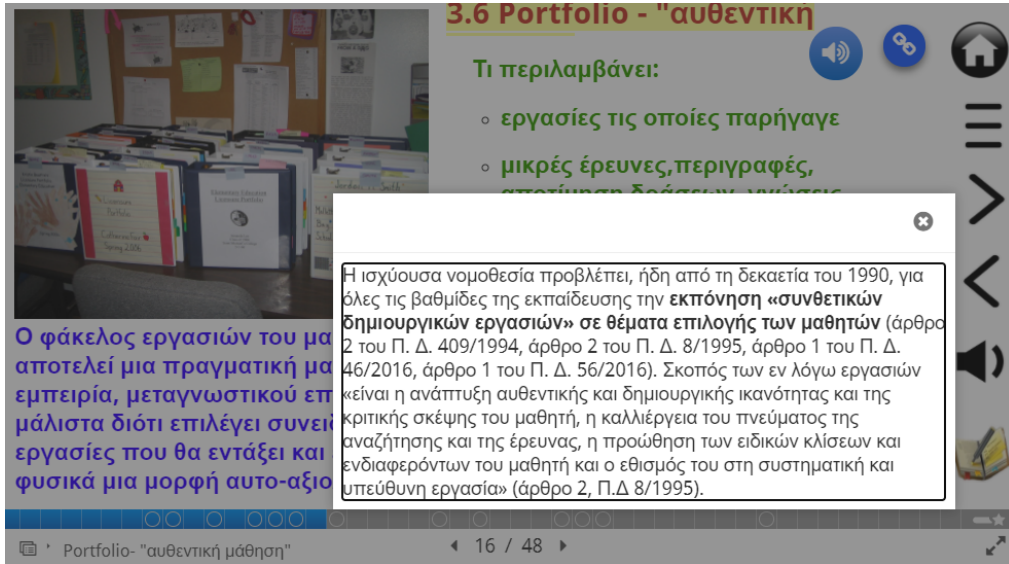 3.6 Portfolio - "αυθεντική
Τι περιλαμβάνει:
εργασίες τις οποίες παρήγαγε
μικρές έρευνες,περιγραφές,
αποτίμηση δράσεων, γνώσεις
Ο φάκελος εργασιών του μα
αποτελεί μια πραγματική μα
εμπειρία, μεταγνωστικού επ
μάλιστα διότι επιλέγει συνει
εργασίες που θα εντάξει και
φυσικά μια μορφή αυτο-αξιο
Η ισχύουσα νομοθεσία προβλέπει, ήδη από τη δεκαετία του 1990, για
όλες τις βαθμίδες της εκπαίδευσης την εκπόνηση «συνθετικών
δημιουργικών εργασιών» σε θέματα επιλογής των μαθητών (άρθρο
2 του Π. Δ. 409/1994, άρθρο 2 του Π. Δ. 8/1995, άρθρο 1 του Π. Δ.
46/2016, άρθρο 1 του Π. Δ. 56/2016). Σκοπός των εν λόγω εργασιών
«είναι η ανάπτυξη αυθεντικής και δημιουργικής ικανότητας και της
κριτικής σκέψης του μαθητή, η καλλιέργεια του πνεύματος της
αναζήτησης και της έρευνας, η προώθηση των ειδικών κλίσεων και
ενδιαφερόντων του μαθητή και ο εθισμός του στη συστηματική και
υπεύθυνη εργασία» (άρθρο 2, Π.Δ 8/1995).
Portfolio- "αυθεντική μάθηση"
16 / 48